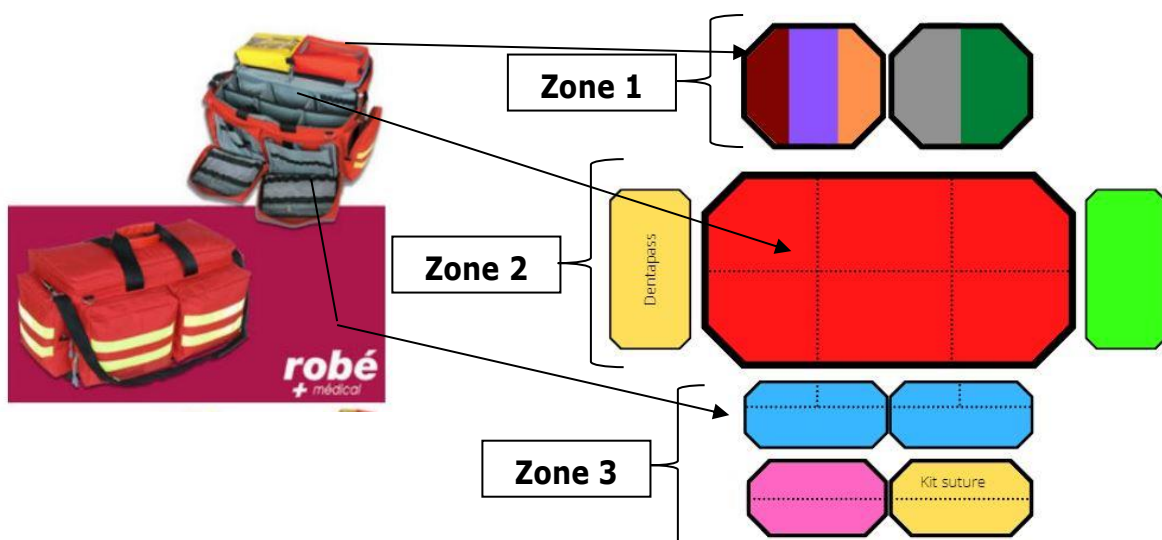 Zone 1
Zone 2
Dentapass
Zone 3
Kit suture
robé
+ médical